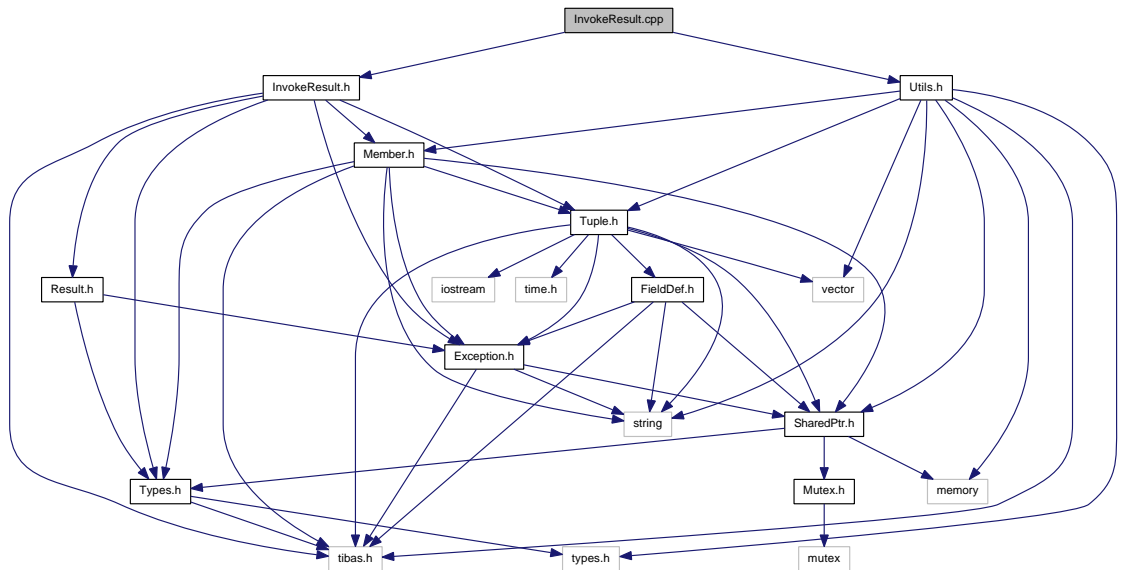 InvokeResult.cpp
InvokeResult.h
Utils.h
Member.h
Tuple.h
Result.h
iostream
time.h
FieldDef.h
vector
Exception.h
string
SharedPtr.h
Types.h
Mutex.h
memory
tibas.h
types.h
mutex